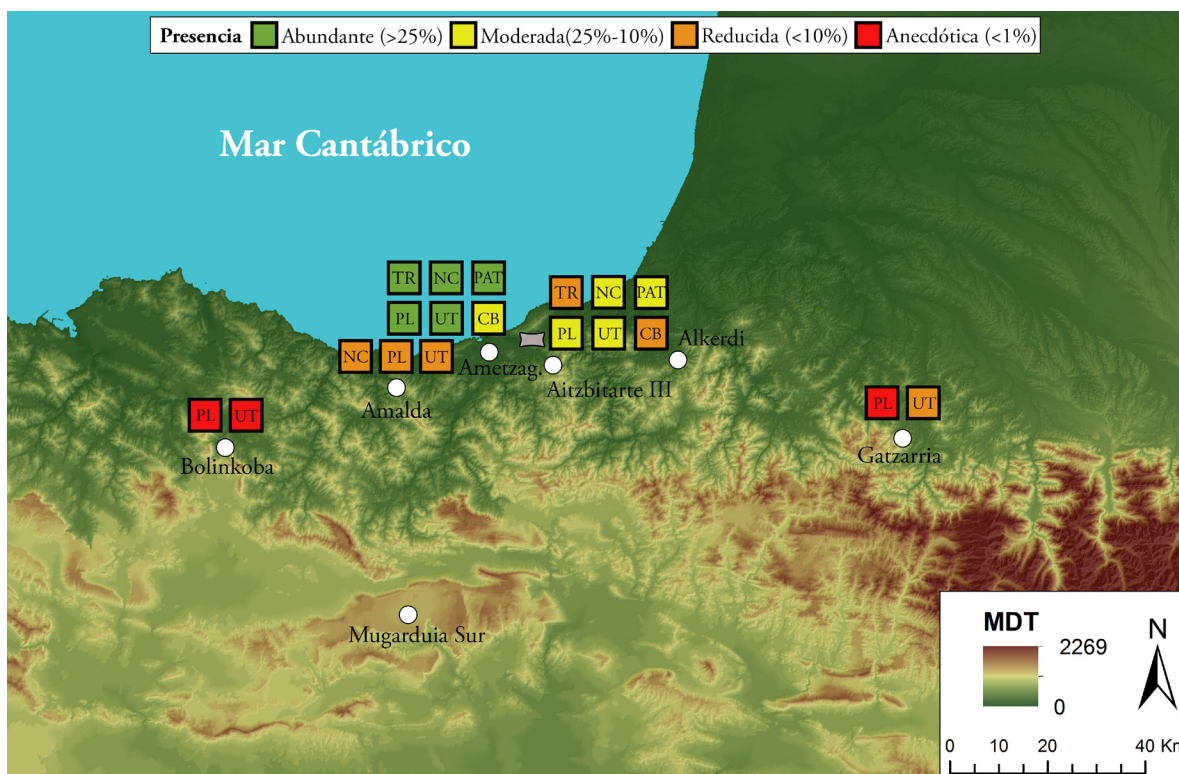 Presencia Abundante (>25%) Moderada(25%-10%) Reducida (<10%) Anecdótica (<1%)
Mar Cantábrico
TR NC PAT
PL UT CB
TR NC PAT
PL UT CB
Alkerdi
NC PL UT
Ametzag.
Aitzbitarte III
Amalda
PL UT
Bolinkoba
PL UT
Gatzarria
Mugarduia Sur
MDT
2269
0
N
0 10 20 40 Km